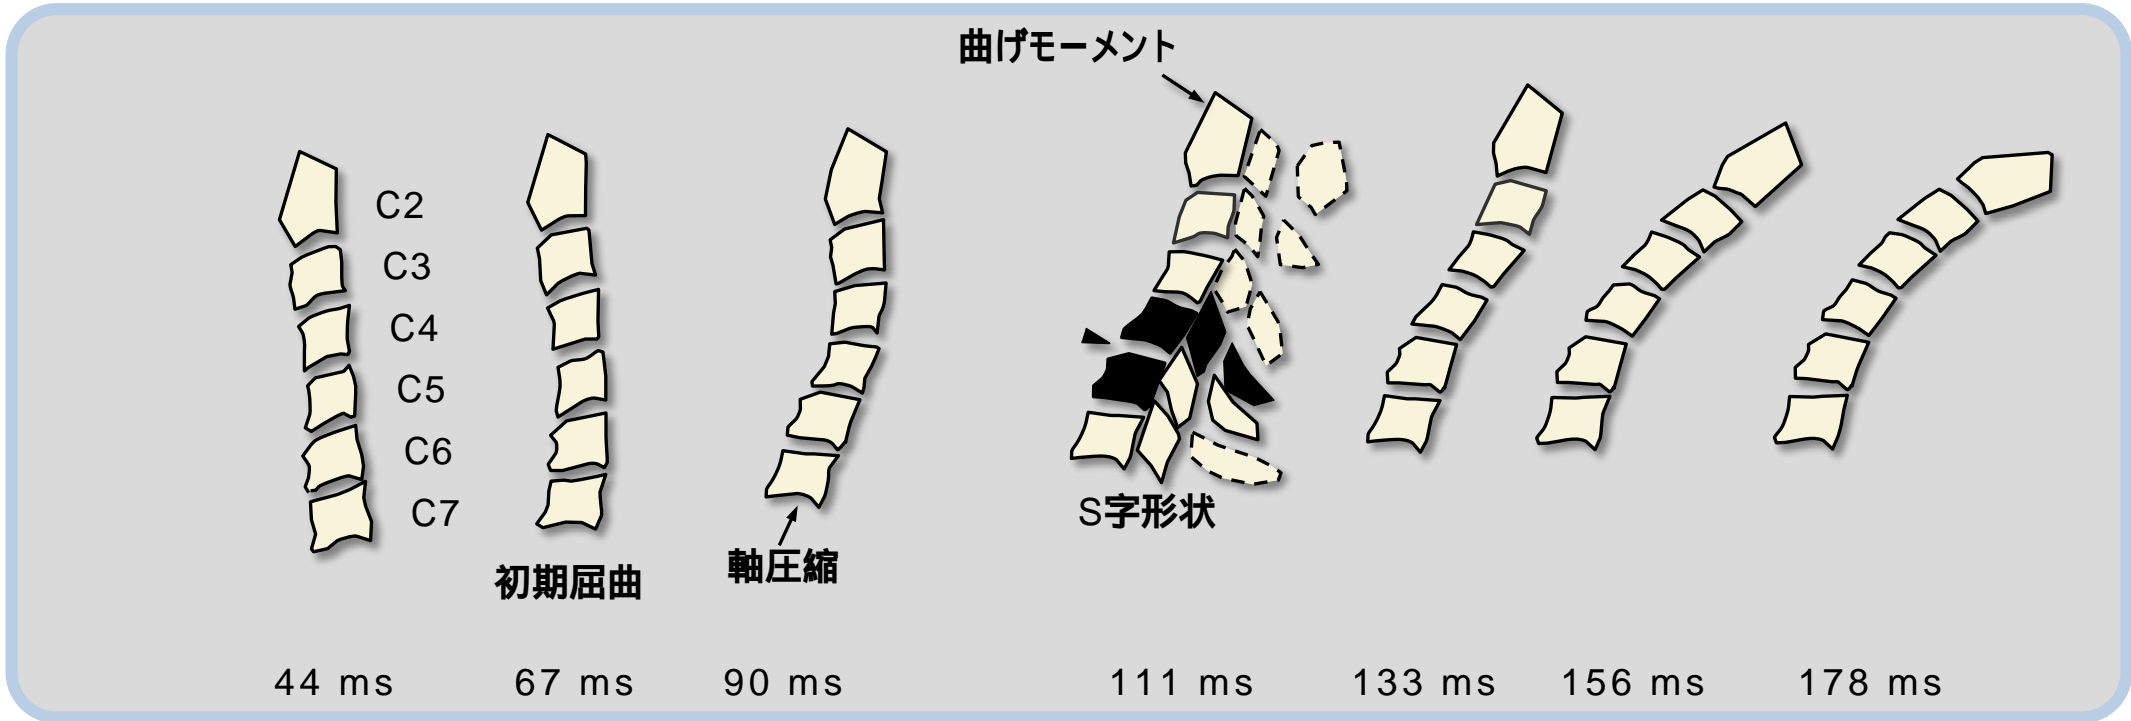 曲げモーメント
C2
C3
C4
C5
C6
C7
S字形状
軸圧縮
初期屈曲
44 ms
67 ms
90 ms
111 ms
133 ms
156 ms
178 ms